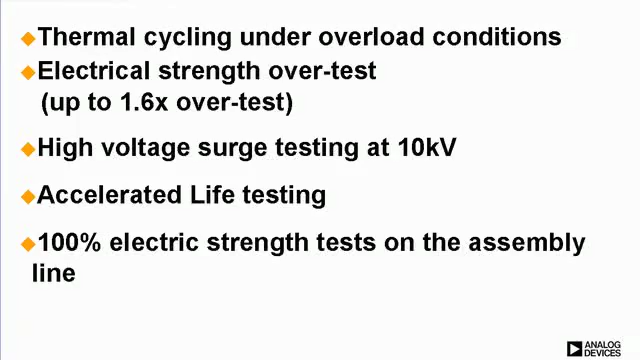 ◆Thermal cycling under overload conditions
◆Electrical strength over-test
(up to 1.6x over-test)
◆High voltage surge testing at 10kV
◆Accelerated Life testing
◆100% electric strength tests on the assembly
line
ANALOG
DEVICES